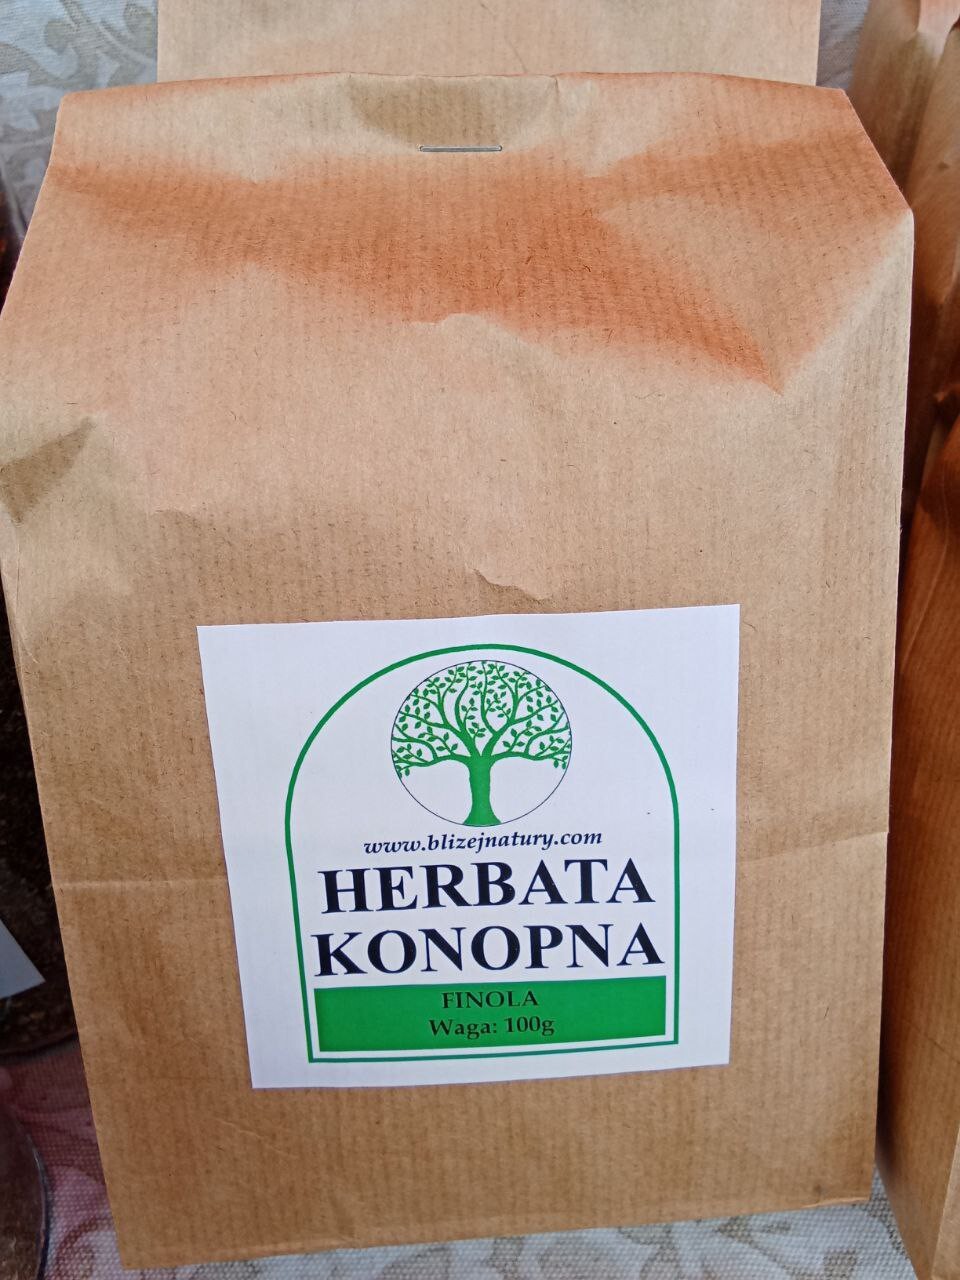 www.blizejnatury.com
HERBATA
KONOPNA
FINOLA
Waga: 100g